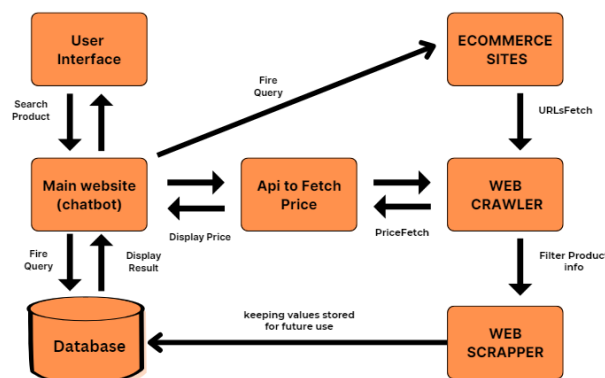 User
Interface
ECOMMERCE
SITES
Fire
Query
Search
Product
URLsFetch
Main website
(chatbot)
Api to Fetch
Price
WEB
CRAWLER
Display Price
PriceFetch
Fire
Query
Display
Result
Filter Product
info
keeping values stored
for future use
Database
WEB
SCRAPPER